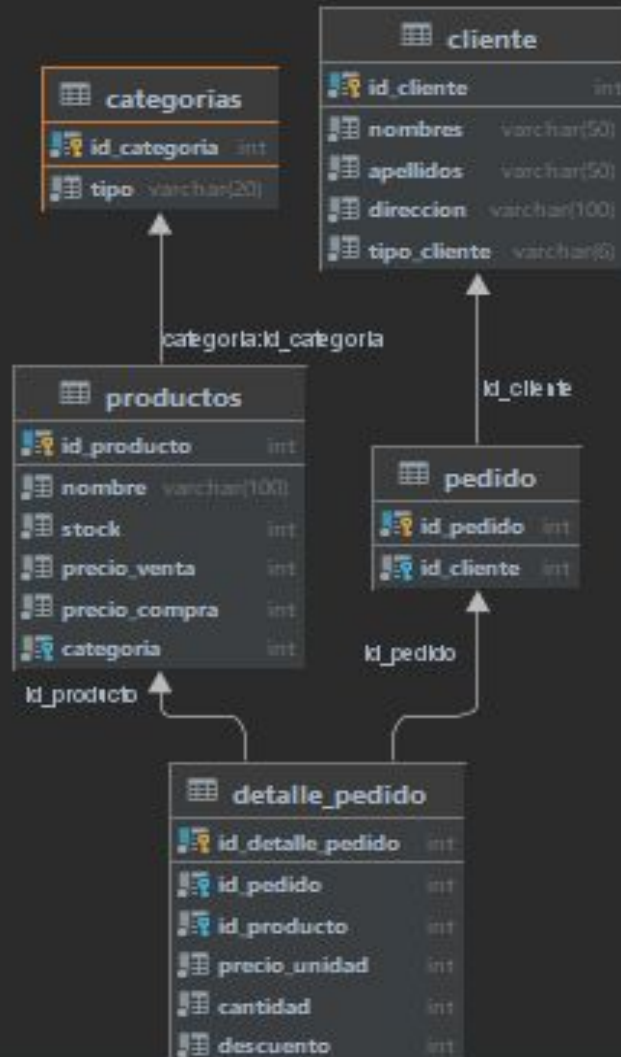 categorias
id_categoria int
tipo varchar(20)
cliente
id_cliente int
nombres varchar(50)
apellidos varchar(50)
direccion varchar(100)
tipo_cliente varchar(6)
categoria:id_categoria
id_cliente
productos
id_producto int
nombre varchar(100)
stock int
precio_venta int
precio_compra int
categoria int
pedido
id_pedido int
id_cliente int
id_producto
id_pedido
detalle_pedido
id_detalle_pedido int
id_pedido int
id_producto int
precio_unidad int
cantidad int
descuento int